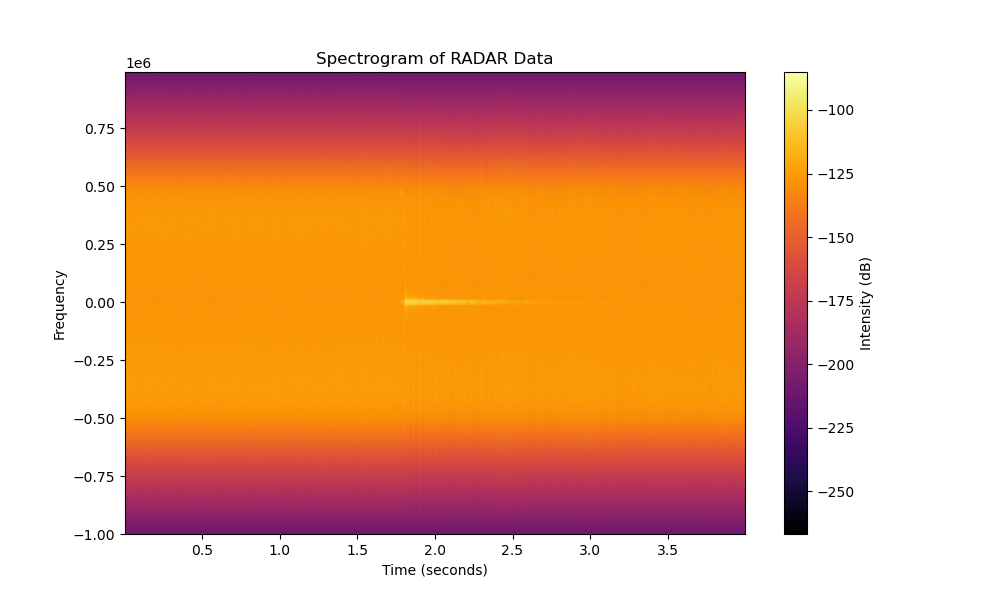 Spectrogram of RADAR Data
1e6
0.75
0.50
0.25
0.00
−0.25
−0.50
−0.75
−1.00
Frequency
0.5 1.0 1.5 2.0 2.5 3.0 3.5
Time (seconds)
−100
−125
−150
−175
−200
−225
−250
Intensity (dB)